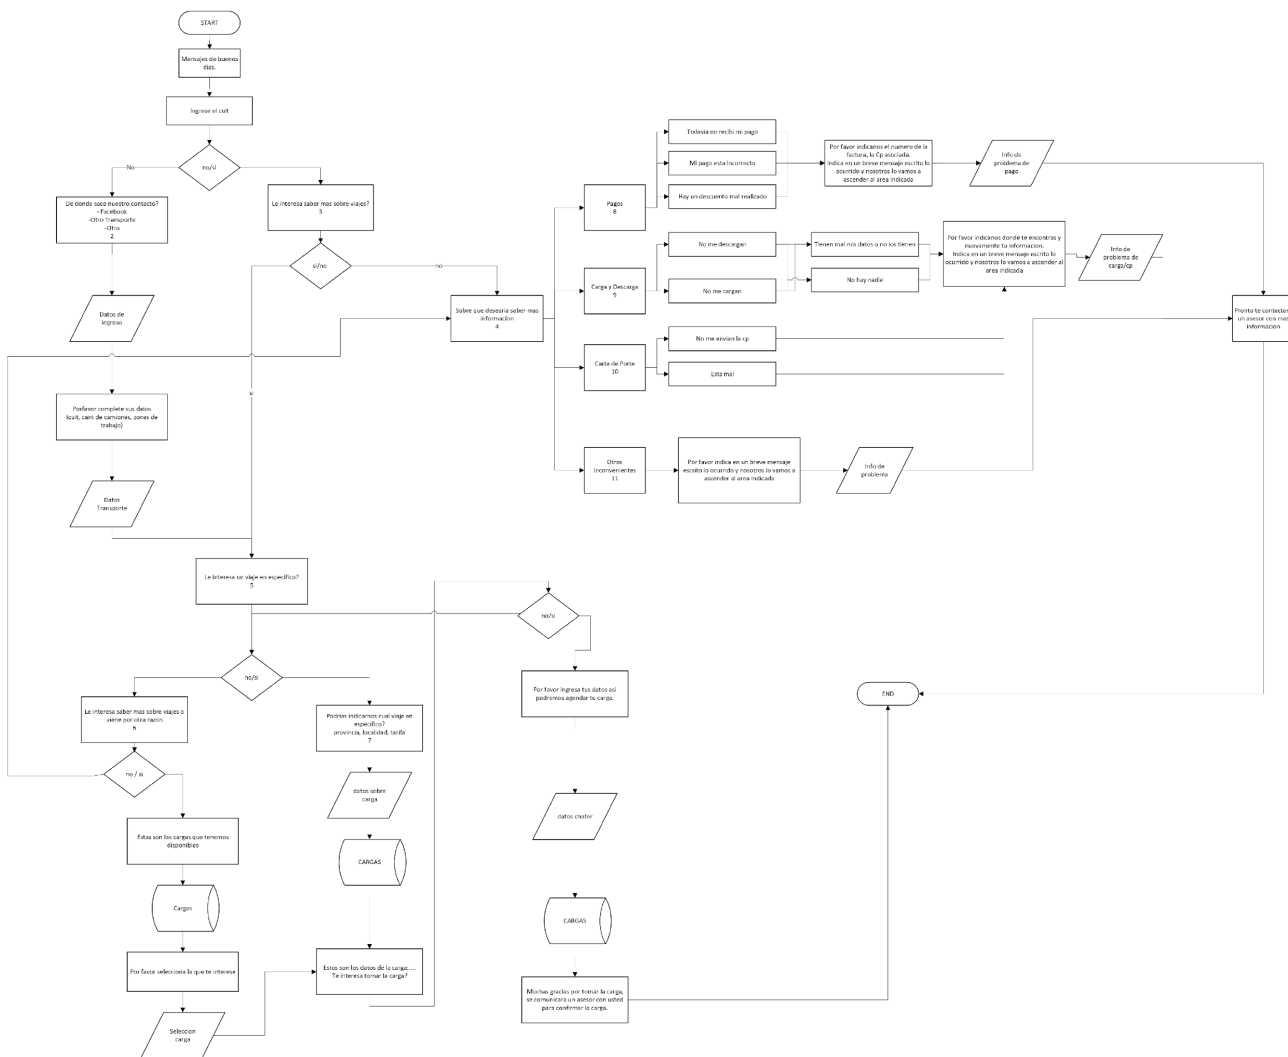 START
Mensajes de buenos
dias.
Ingrese el cuit
no/si
No
De donde saco nuestro contacto?
-Facebook
-Otro Transporte
-Otro
2
Le interesa saber mas sobre viajes?
3
si/no
no
si
Datos de
ingreso
Porfavor complete sus datos
(cuit, cant de camiones, zonas de
trabajo)
Datos
Transporte
Sobre que desearia saber mas
informacion
4
Pagos
8
Todavia no recibi mi pago
Mi pago esta incorrecto
Hay un descuento mal realizado
Por favor indicanos el numero de la
factura, la Cp asociada.
Indica en un breve mensaje escrito lo
ocurrido y nosotros lo vamos a
ascender al area indicada
Info de
problema de
pago
Carga y Descarga
9
No me descargan
No me cargan
Tienen mal mis datos o no los tienen
No hay nadie
Por favor indicanos donde te encontras y
nuevamente tu informacion.
Indica en un breve mensaje escrito lo
ocurrido y nosotros lo vamos a ascender al
area indicada
Info de
problema de
carga/cp
Carta de Porte
10
No me envian la cp
Esta mal
Otros
Inconvenientes
11
Por favor indica en un breve mensaje
escrito lo ocurrido y nosotros lo vamos a
ascender al area indicada
Info de
problema
Pronto te contactara
un asesor con mas
informacion
Le interesa un viaje en especifico?
5
no/si
no/si
Le interesa saber mas sobre viajes o
viene por otra razon
6
no / si
Podrias indicarnos cual viaje en
especifico?
provincia, localidad, tarifa
7
datos sobre
carga
CARGAS
Estos son los datos de la carga:....
Te interesa tomar la carga?
Estas son las cargas que tenemos
disponibles
Cargas
Por favor selecciona la que te interese
Seleccion
carga
Por favor ingresa tus datos asi
podremos agendar tu carga.
datos chofer
CARGAS
Muchas gracias por tomar la carga,
se comunicara un asesor con usted
para confirmar la carga.
END